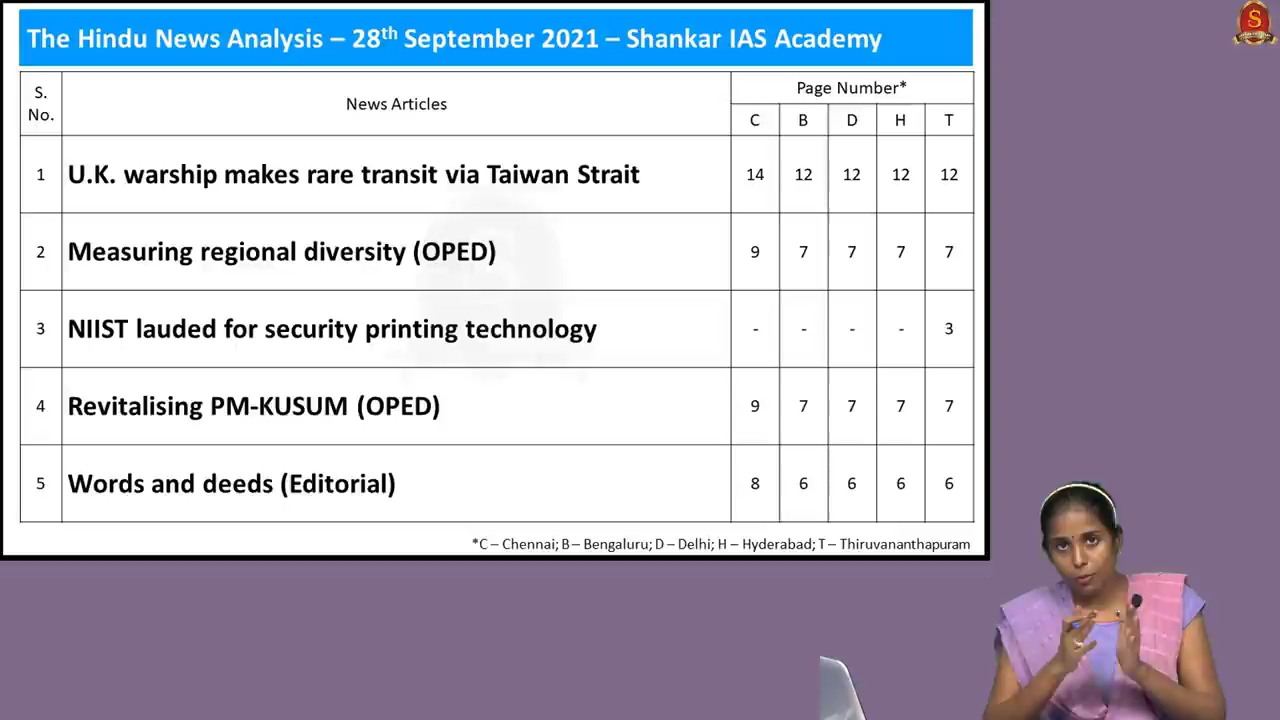 The Hindu News Analysis – 28th September 2021 – Shankar IAS Academy
S. No. News Articles Page Number*
C B D H T
1 U.K. warship makes rare transit via Taiwan Strait 14 12 12 12 12
2 Measuring regional diversity (OPED) 9 7 7 7 7
3 NIIST lauded for security printing technology - - - - 3
4 Revitalising PM-KUSUM (OPED) 9 7 7 7 7
5 Words and deeds (Editorial) 8 6 6 6 6
*C – Chennai; B – Bengaluru; D – Delhi; H – Hyderabad; T – Thiruvananthapuram
S